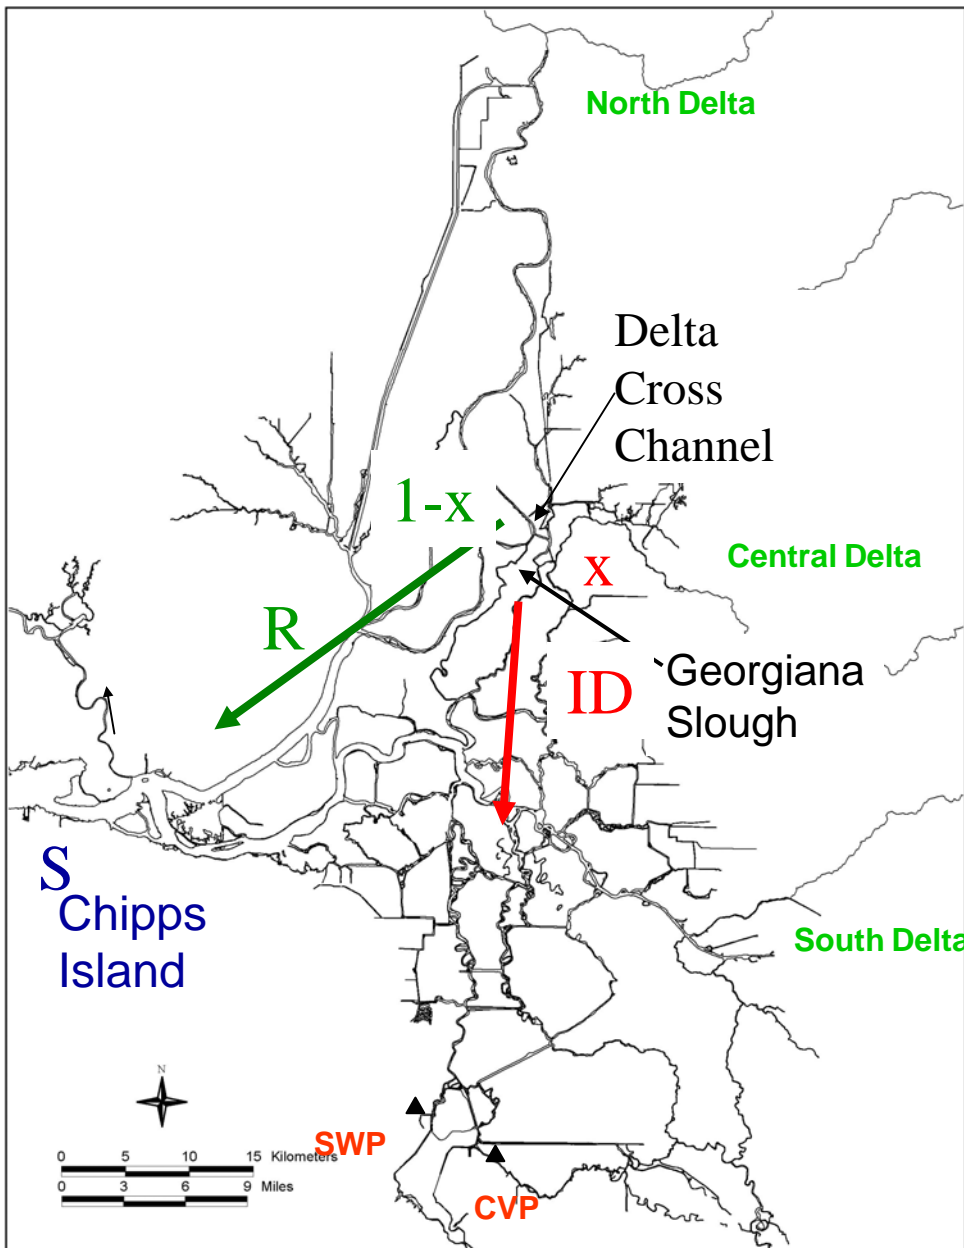 North Delta
Delta
Cross
Channel
1-x
x
Central Delta
R
ID
Georgiana
Slough
S
Chipps
Island
South Delta
N
SWP
0 5 10 15 Kilometers
0 3 6 9 Miles
CVP